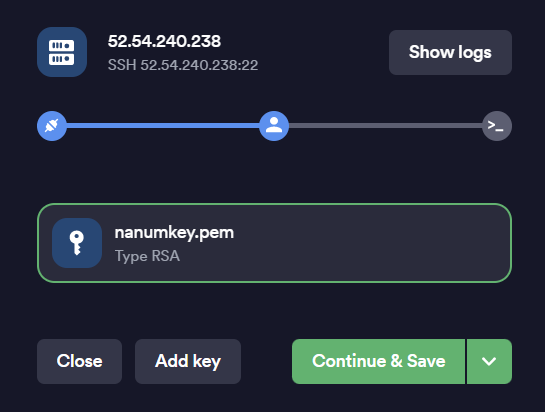 52.54.240.238
SSH 52.54.240.238:22
Show logs
>_
nanumkey.pem
Type RSA
Close
Add key
Continue & Save